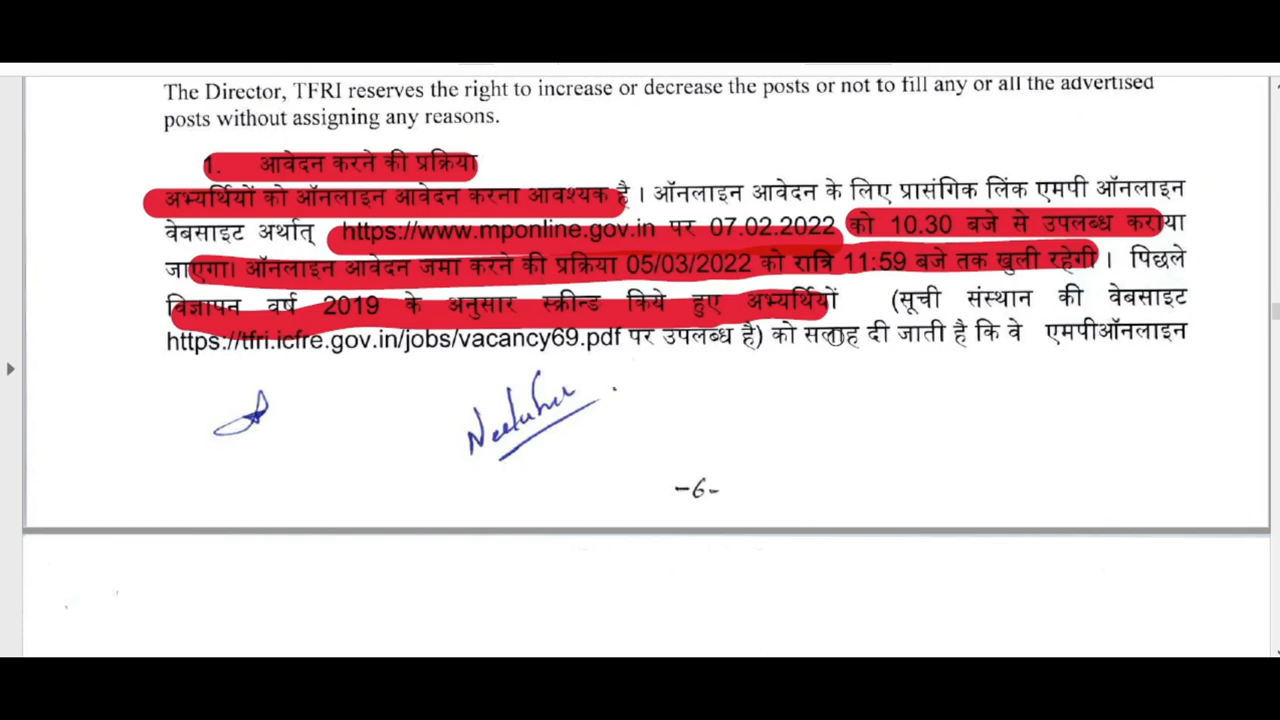 The Director, TFRI reserves the right to increase or decrease the posts or not to fill any or all the advertised
posts without assigning any reasons.
1. आवेदन करने की प्रक्रिया
अभ्यर्थियों को ऑनलाइन आवेदन करना आवश्यक है । ऑनलाइन आवेदन के लिए प्रासंगिक लिंक एमपी ऑनलाइन
वेबसाइट अर्थात् https://www.mponline.gov.in पर 07.02.2022 को 10.30 बजे से उपलब्ध कराया
जाएगा। ऑनलाइन आवेदन जमा करने की प्रक्रिया 05/03/2022 को रात्रि 11:59 बजे तक खुली रहेगी । पिछले
विज्ञापन वर्ष 2019 के अनुसार स्क्रीन्ड किये हुए अभ्यर्थियों (सूची संस्थान की वेबसाइट
https://tfri.icfre.gov.in/jobs/vacancy69.pdf पर उपलब्ध है) को सलाह दी जाती है कि वे एमपीऑनलाइन
-6-